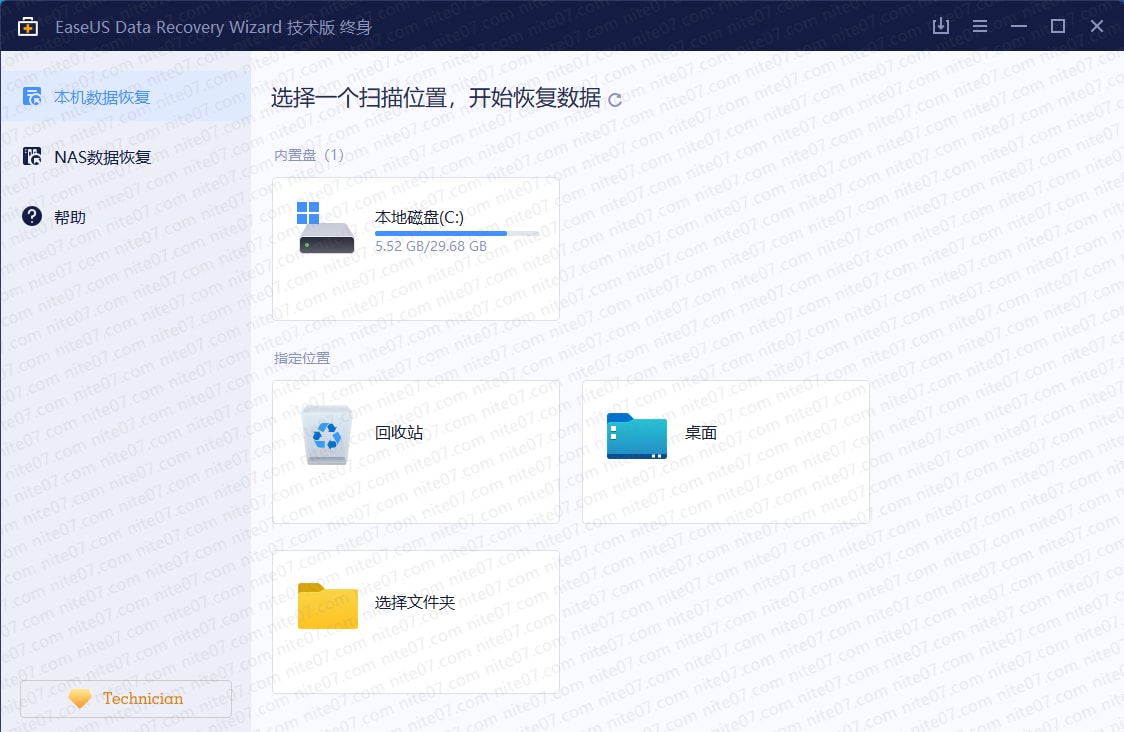 EaseUS Data Recovery Wizard 技术版 终身
本机数据恢复
NAS数据恢复
帮助
选择一个扫描位置，开始恢复数据
内置盘（1）
本地磁盘(C:)
5.52 GB/29.68 GB
指定位置
回收站
桌面
选择文件夹
Technician
nite07.com